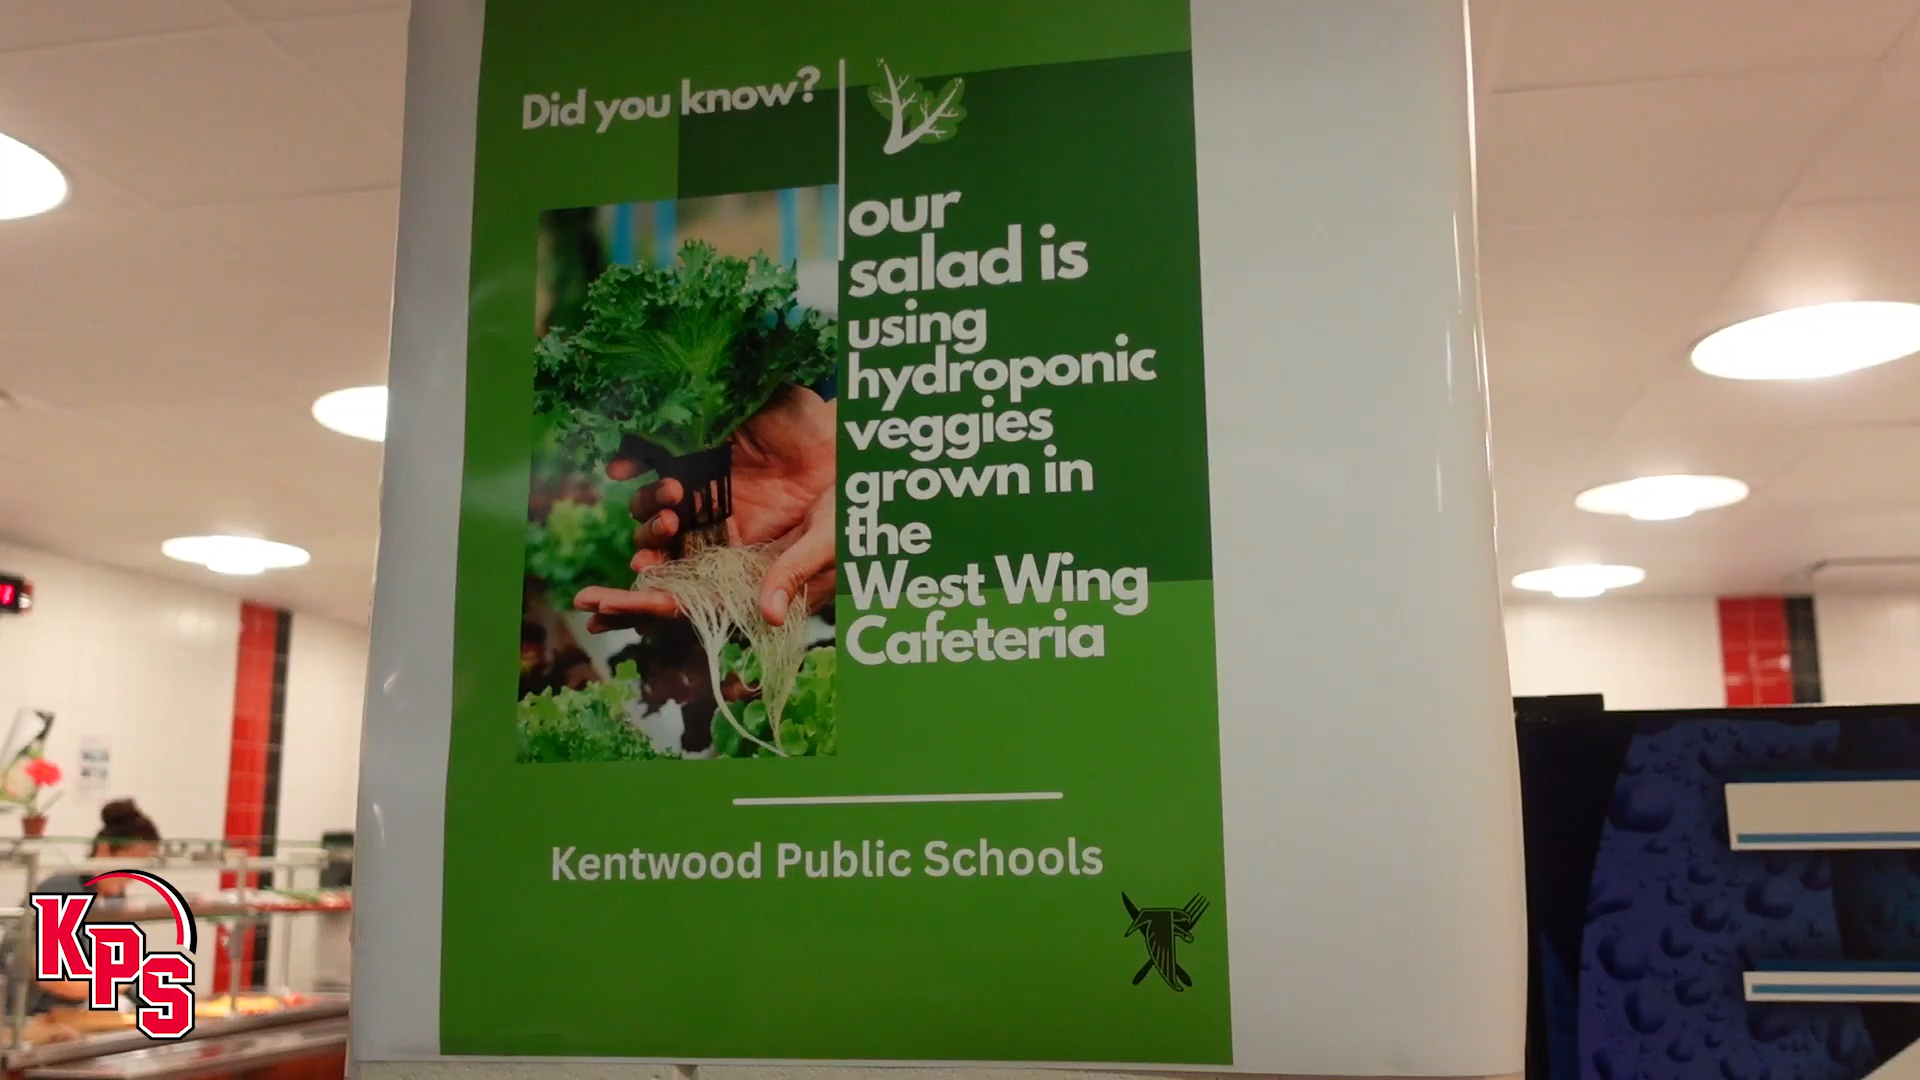 Did you know?
our
salad is
using
hydroponic
veggies
grown in
the
West Wing
Cafeteria
Kentwood Public Schools
KPS